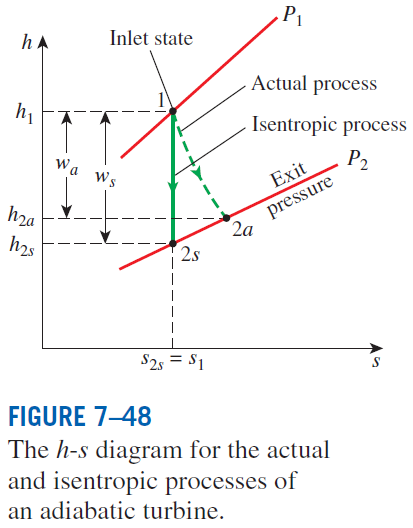 P1
h
Inlet state
Actual process
1
h1
Isentropic process
P2
wa
ws
Exit
pressure
h2a
2a
h2s
2s
s2s = s1
s
FIGURE 7–48
The h-s diagram for the actual
and isentropic processes of
an adiabatic turbine.